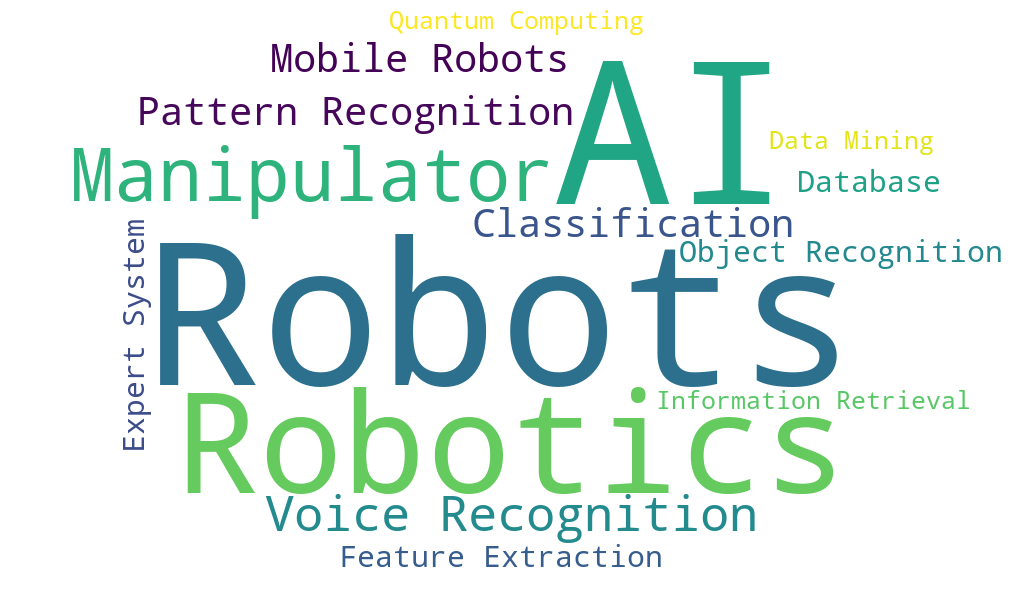 Quantum Computing
Mobile Robots
AI
Pattern Recognition
Data Mining
Manipulator
Database
Classification
Object Recognition
Expert System
Robots
Robotics
Information Retrieval
Voice Recognition
Feature Extraction